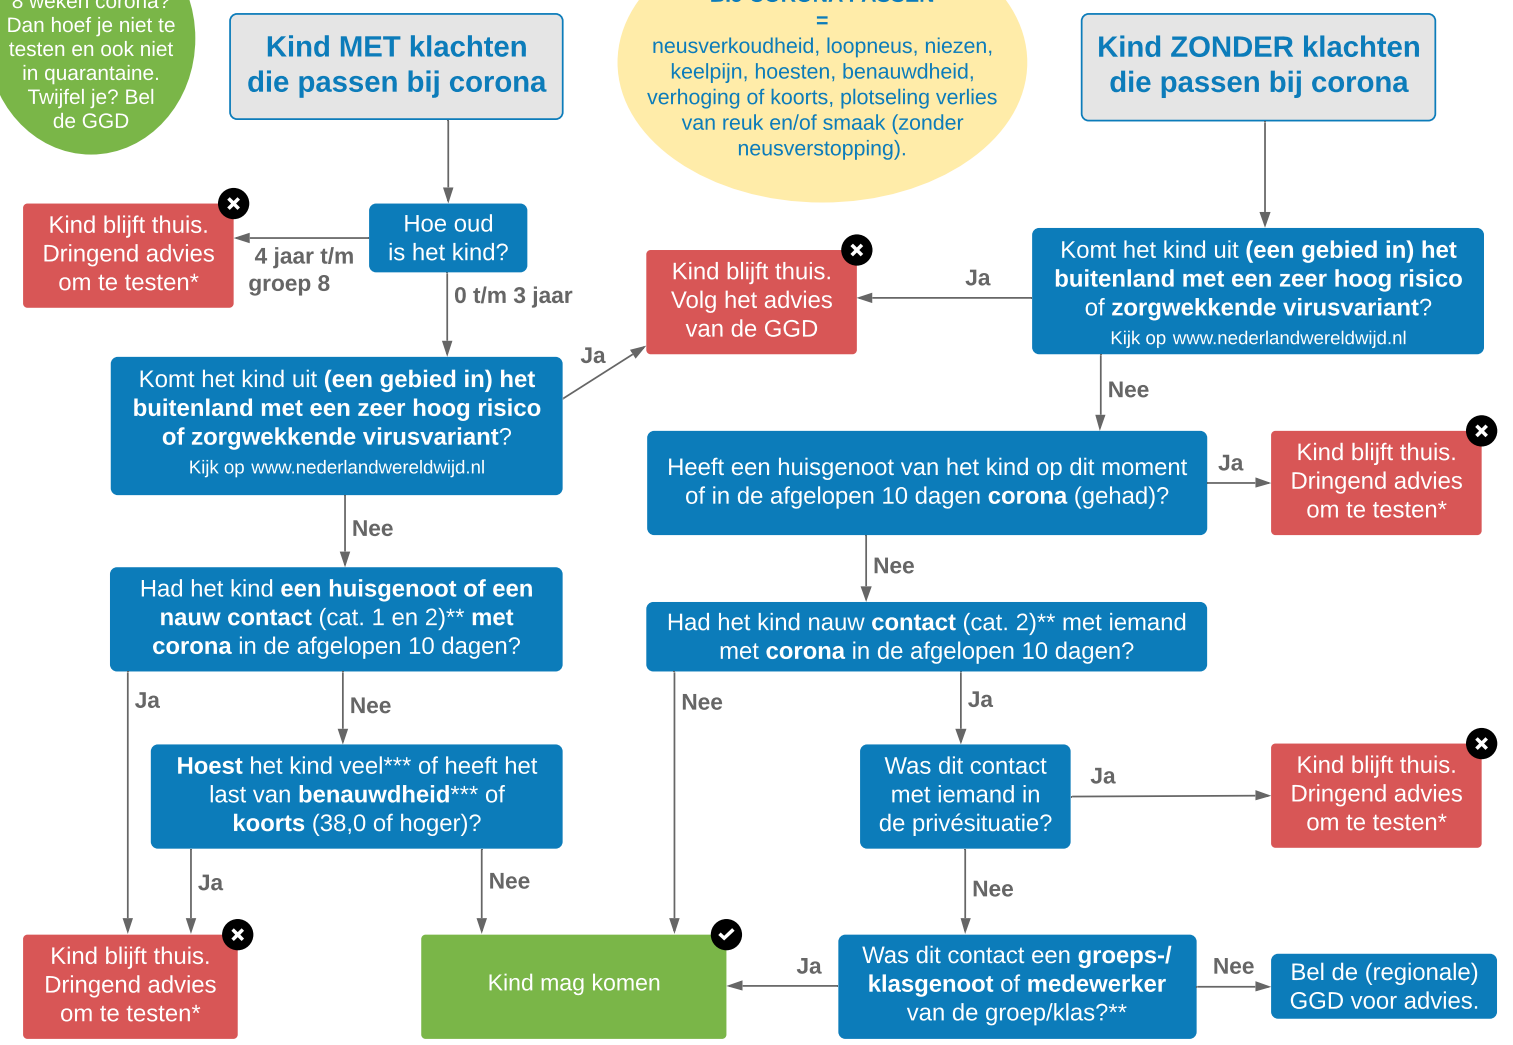 8 weken corona?
Dan hoef je niet te
testen en ook niet
in quarantaine.
Twijfel je? Bel
de GGD
Kind MET klachten
die passen bij corona
BIJ CORONA PASSEN
=
neusverkoudheid, loopneus, niezen,
keelpijn, hoesten, benauwdheid,
verhoging of koorts, plotseling verlies
van reuk en/of smaak (zonder
neusverstopping).
Kind ZONDER klachten
die passen bij corona
Kind blijft thuis.
Dringend advies
om te testen*
4 jaar t/m
groep 8
Hoe oud
is het kind?
0 t/m 3 jaar
Komt het kind uit (een gebied in) het
buitenland met een zeer hoog risico
of zorgwekkende virusvariant?
Kijk op www.nederlandwereldwijd.nl
Ja
Kind blijft thuis.
Volg het advies
van de GGD
Ja
Komt het kind uit (een gebied in) het
buitenland met een zeer hoog risico
of zorgwekkende virusvariant?
Kijk op www.nederlandwereldwijd.nl
Nee
Nee
Heeft een huisgenoot van het kind op dit moment
of in de afgelopen 10 dagen corona (gehad)?
Ja
Kind blijft thuis.
Dringend advies
om te testen*
Nee
Had het kind een huisgenoot of een
nauw contact (cat. 1 en 2)** met
corona in de afgelopen 10 dagen?
Had het kind nauw contact (cat. 2)** met iemand
met corona in de afgelopen 10 dagen?
Ja
Nee
Nee
Ja
Hoest het kind veel*** of heeft het
last van benauwdheid*** of
koorts (38,0 of hoger)?
Was dit contact
met iemand in
de privésituatie?
Ja
Kind blijft thuis.
Dringend advies
om te testen*
Ja
Nee
Nee
Kind blijft thuis.
Dringend advies
om te testen*
Kind mag komen
Ja
Was dit contact een groeps-/
klasgenoot of medewerker
van de groep/klas?**
Nee
Bel de (regionale)
GGD voor advies.